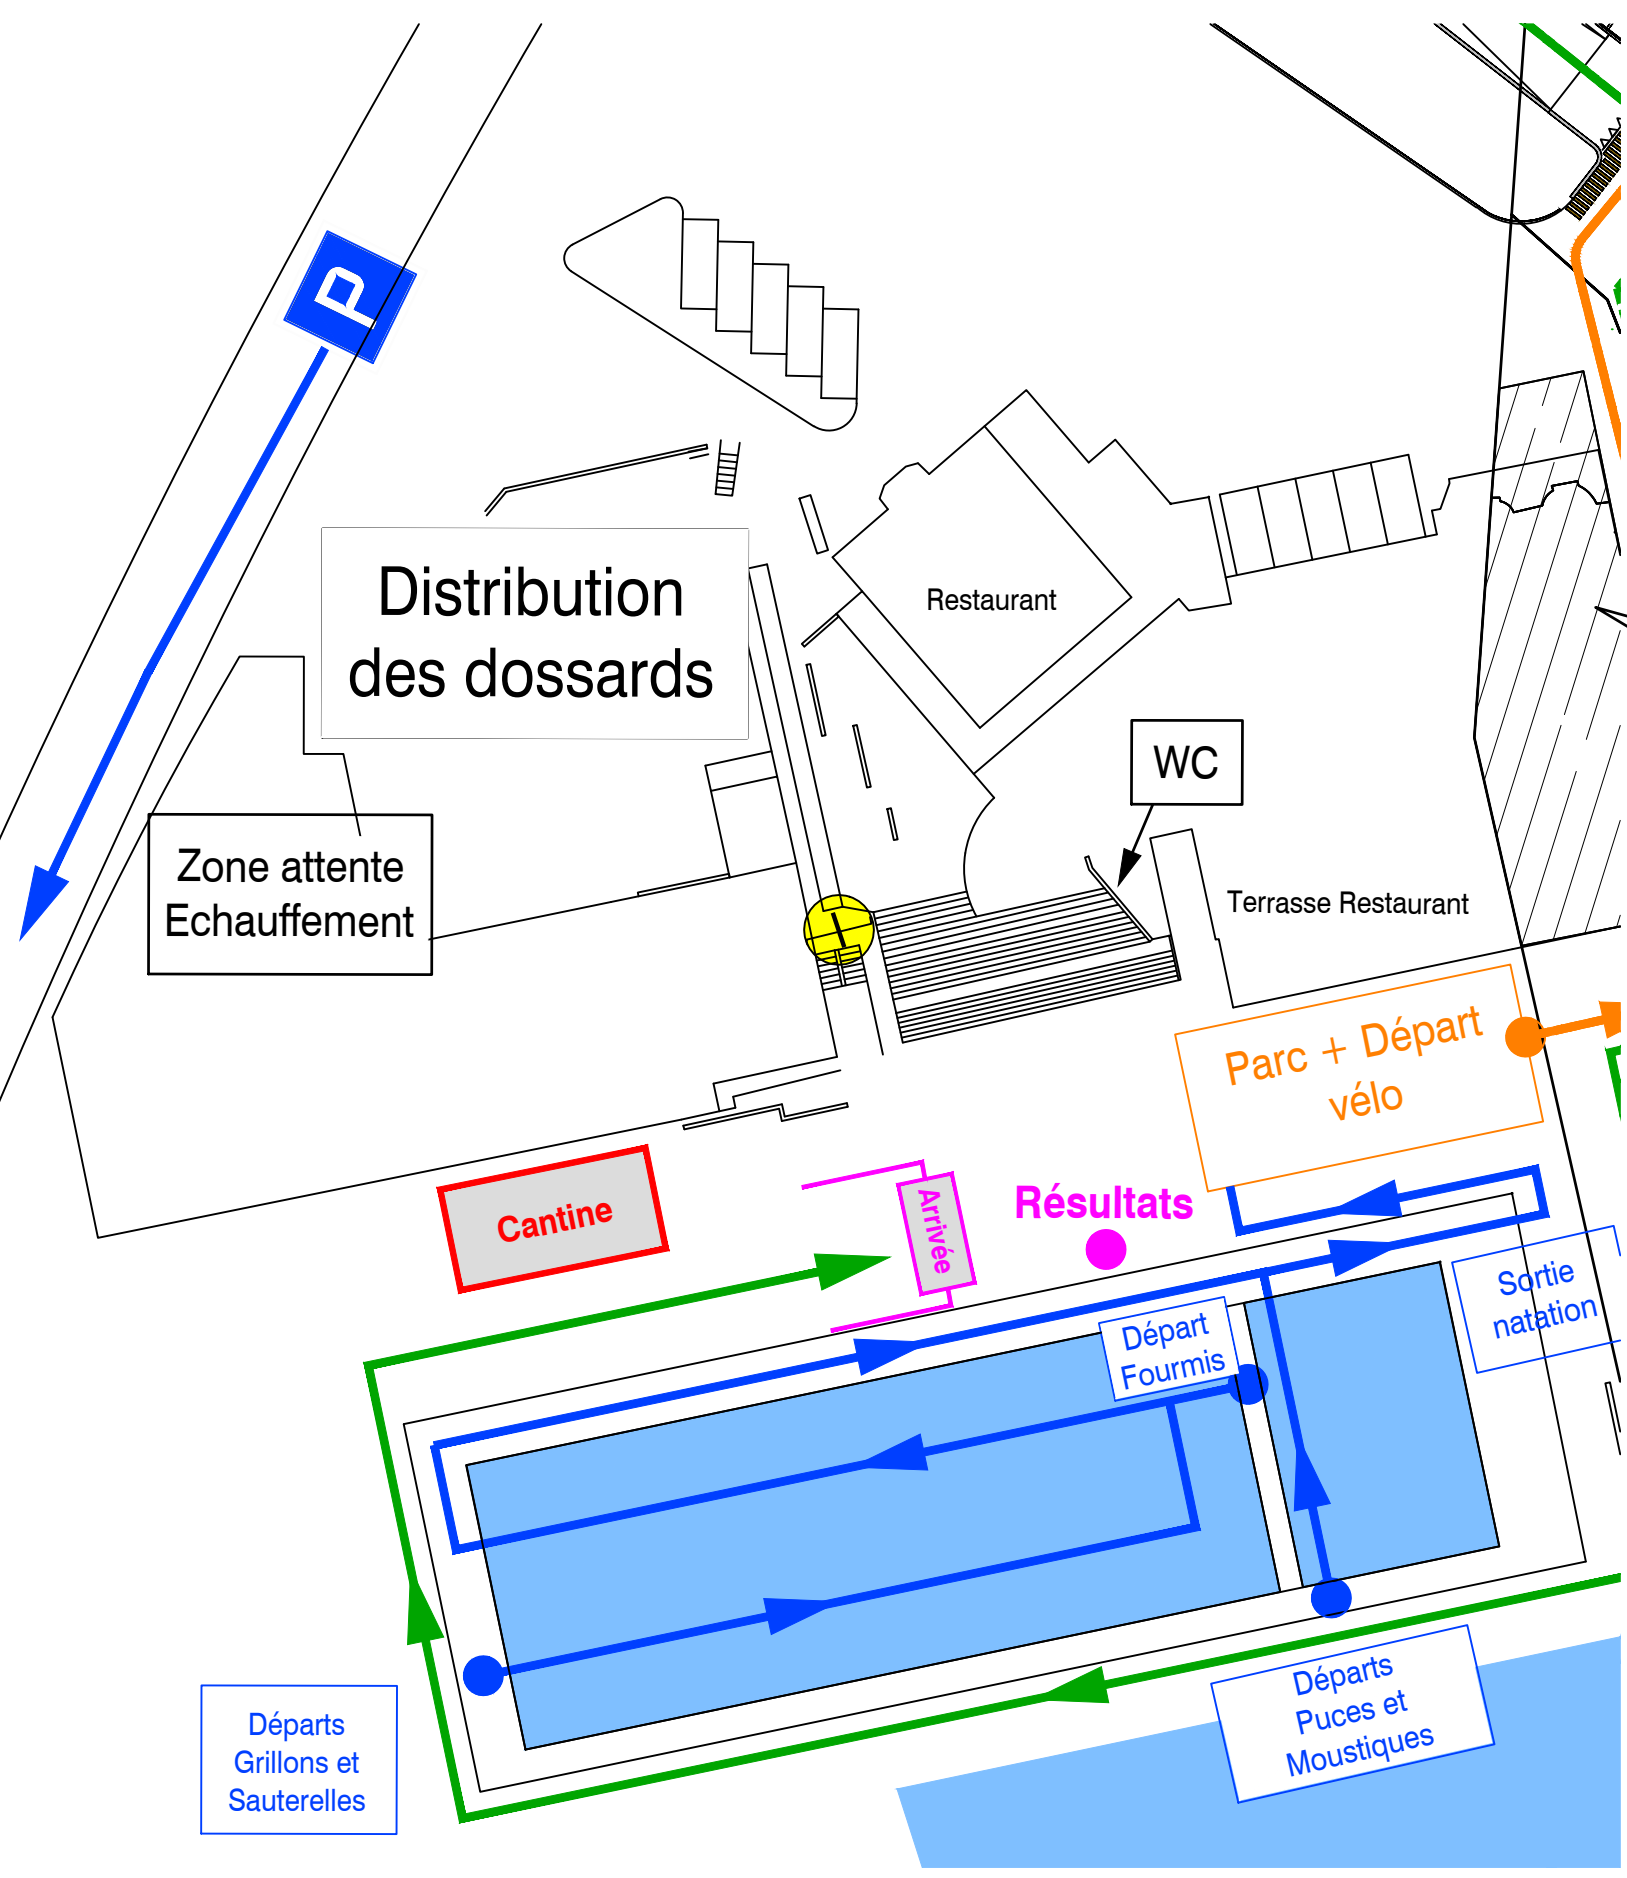 P
Distribution
des dossards
Restaurant
WC
Zone attente
Echauffement
Terrasse Restaurant
Parc + Départ
vélo
Cantine
Arrivée
Résultats
Sortie
natation
Départ
Fourmis
Départs
Grillons et
Sauterelles
Départs
Puces et
Moustiques